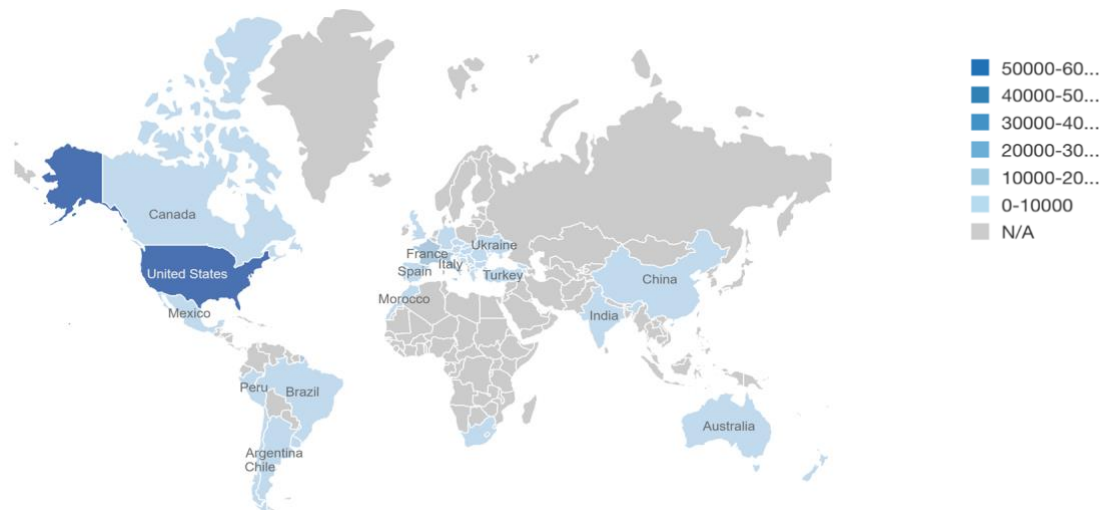 50000-60...
40000-50...
30000-40...
20000-30...
10000-20...
0-10000
N/A
Canada
United States
Mexico
Peru
Brazil
Argentina
Chile
France
Spain
Italy
Ukraine
Turkey
Morocco
China
India
Australia